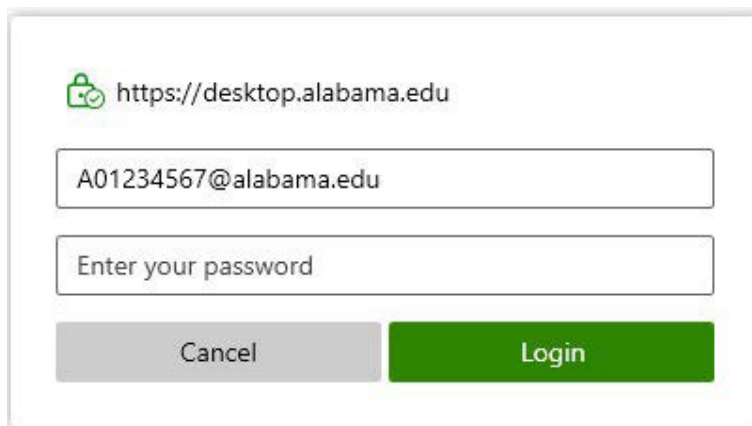 https://desktop.alabama.edu
A01234567@alabama.edu
Enter your password
Cancel Login